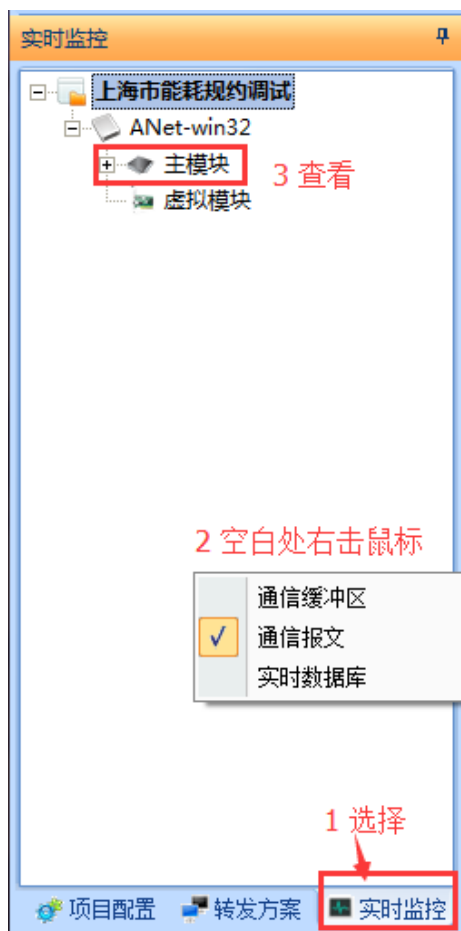 实时监控
上海市能耗规约调试
ANet-win32
主模块
3 查看
虚拟模块
2 空白处右击鼠标
通信缓冲区
通信报文
实时数据库
1 选择
项目配置 转发方案 实时监控